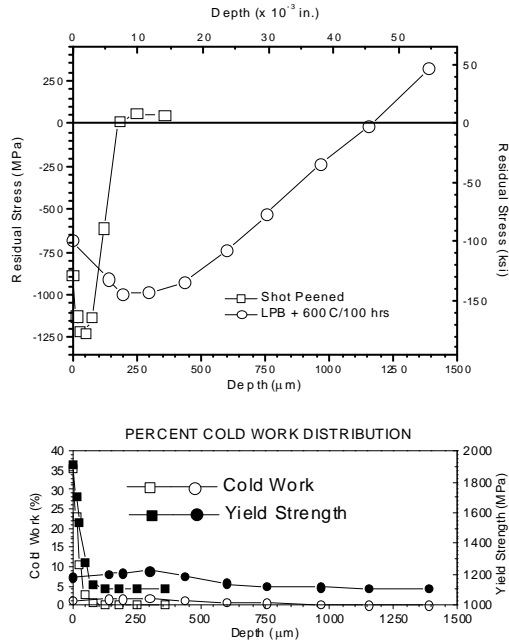 Depth (x 10-3 in.)
0 10 20 30 40 50
250
0
-250
-500
-750
-1000
-1250
Residual Stress (MPa)
50
0
-50
-100
-150
Residual Stress (ksi)
Shot Peened
LPB + 600C/100 hrs
0 250 500 750 1000 1250 1500
Depth (μm)
PERCENT COLD WORK DISTRIBUTION
40
35
30
25
20
15
10
5
0
Cold Work (%)
2000
1800
1600
1400
1200
1000
Yield Strength (MPa)
Cold Work
Yield Strength
0 250 500 750 1000 1250 1500
Depth (μm)